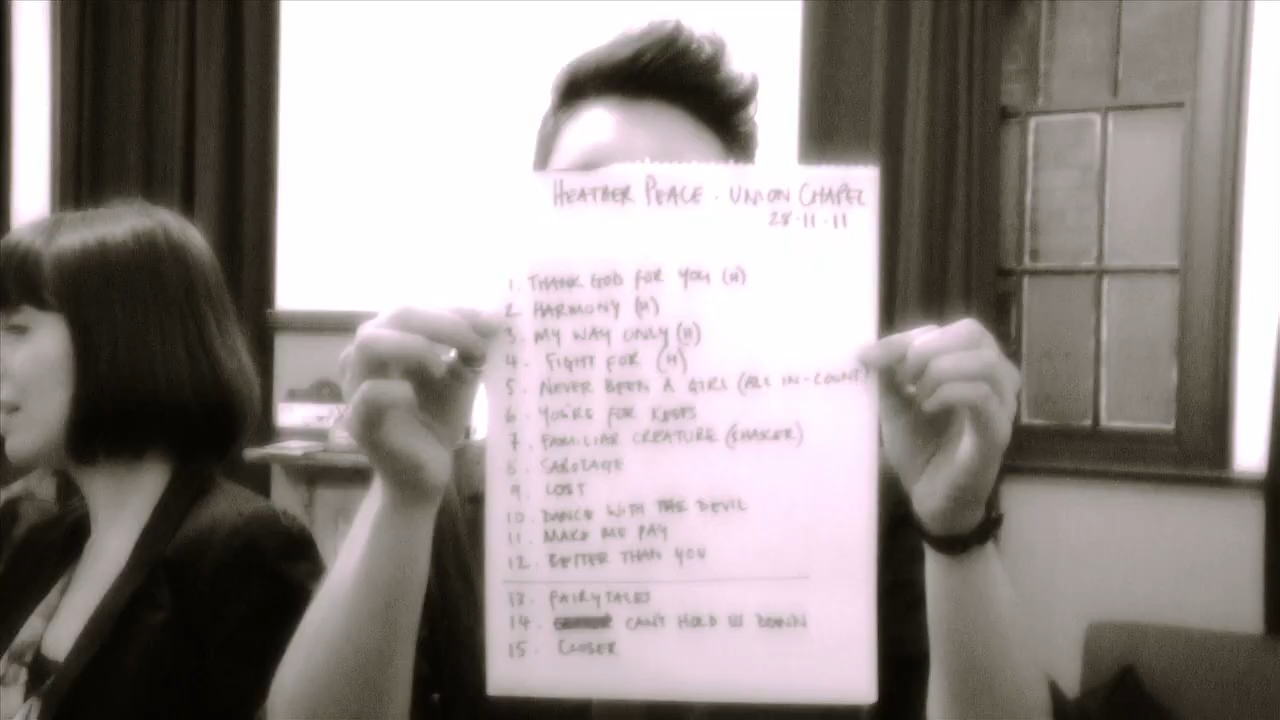 HEATHER PEACE . UNION CHAPEL
28.11.11
1. THANK GOD FOR YOU (H)
2 HARMONY (H)
3. MY WAY ONLY (H)
4. FIGHT FOR (H)
5. NEVER BEEN A GIRL (ALL IN-COUNT)
6. YOU'RE FOR KEEPS
7. FAMILIAR CREATURE (SHAKER)
8. SABOTAGE
9. LOST
10. DANCE WITH THE DEVIL
11. MAKE ME PAY
12. BETTER THAN YOU
13. FAIRYTALES
14. CAN'T HOLD US DOWN
15. CLOSER